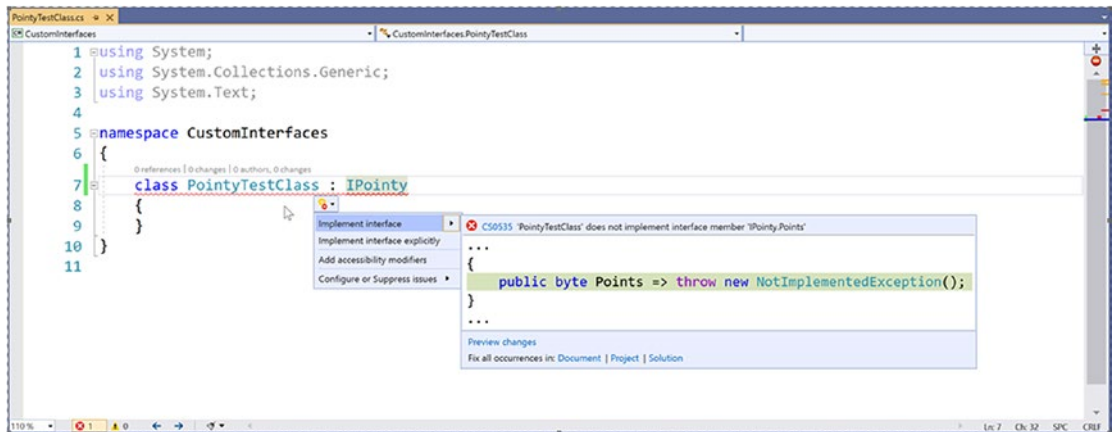 PointyTestClass.cs
CustomInterfaces
CustomInterfaces.PointyTestClass
1 using System;
2 using System.Collections.Generic;
3 using System.Text;
4
5 namespace CustomInterfaces
6 {
0 references | 0 changes | 0 authors, 0 changes
7 class PointyTestClass : IPointy
8 {
9 }
10 }
11
Implement interface
Implement interface explicitly
Add accessibility modifiers
Configure or Suppress issues
CS0535 'PointyTestClass' does not implement interface member 'IPointy.Points'
...
{
public byte Points => throw new NotImplementedException();
}
...
Preview changes
Fix all occurrences in: Document | Project | Solution
110 %
1
0
Ln: 7 Ch: 32 SPC CRLF